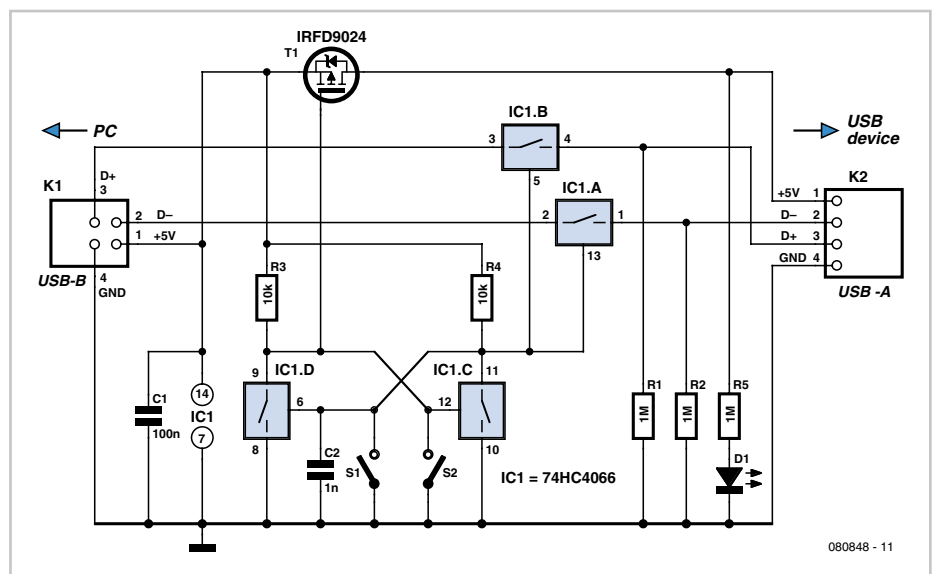 IRFD9024
T1
PC
IC1.B
USB
device
3
4
5
K1
D+
3
IC1.A
K2
2
D–
1
+5V
2
1
13
+5V
1
D–
2
D+
3
GND
4
USB-B
4
GND
USB -A
R3
10k
R4
10k
9
IC1.D
6
8
IC1.C
11
12
10
C1
100n
14
IC1
7
C2
1n
S1
S2
R1
1M
R2
1M
R5
1M
D1
IC1 = 74HC4066
080848 - 11